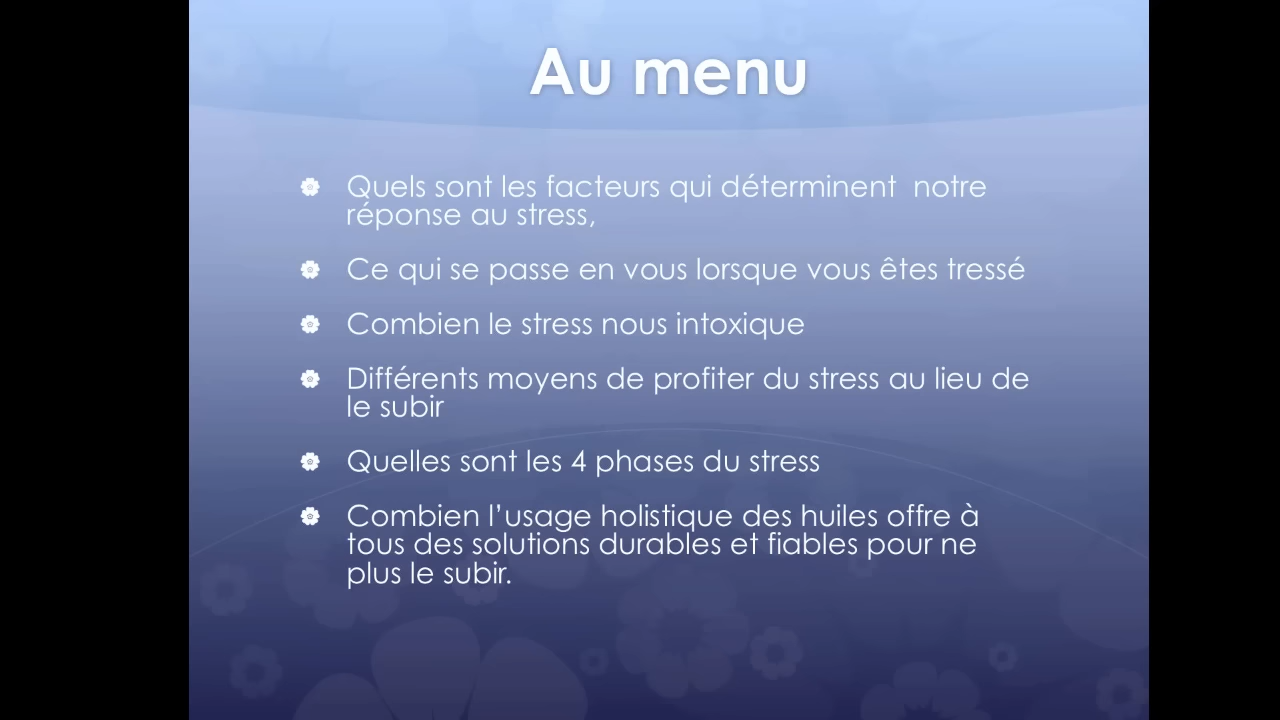 Au menu
Quels sont les facteurs qui déterminent  notre
réponse au stress,
Ce qui se passe en vous lorsque vous êtes tressé
Combien le stress nous intoxique
Différents moyens de profiter du stress au lieu de
le subir
Quelles sont les 4 phases du stress
Combien l’usage holistique des huiles offre à
tous des solutions durables et fiables pour ne
plus le subir.